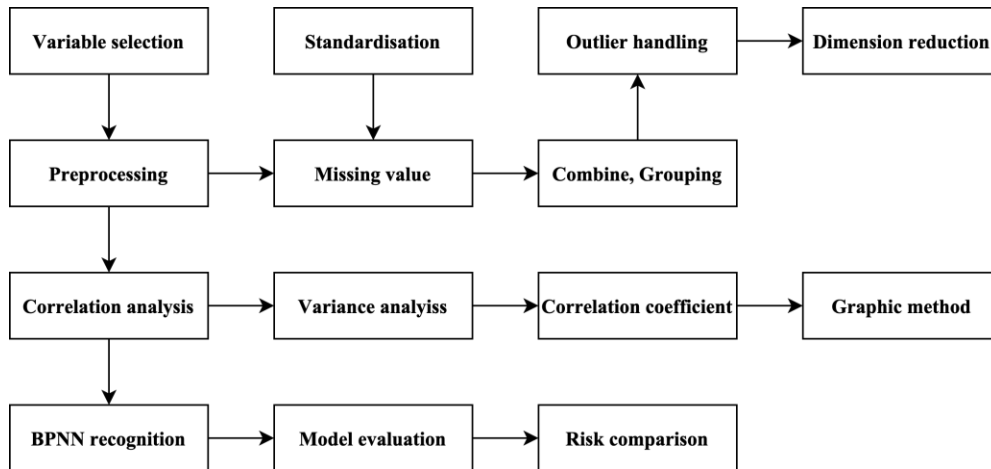 Variable selection
Standardisation
Outlier handling
Dimension reduction
Preprocessing
Missing value
Combine, Grouping
Correlation analysis
Variance analyiss
Correlation coefficient
Graphic method
BPNN recognition
Model evaluation
Risk comparison